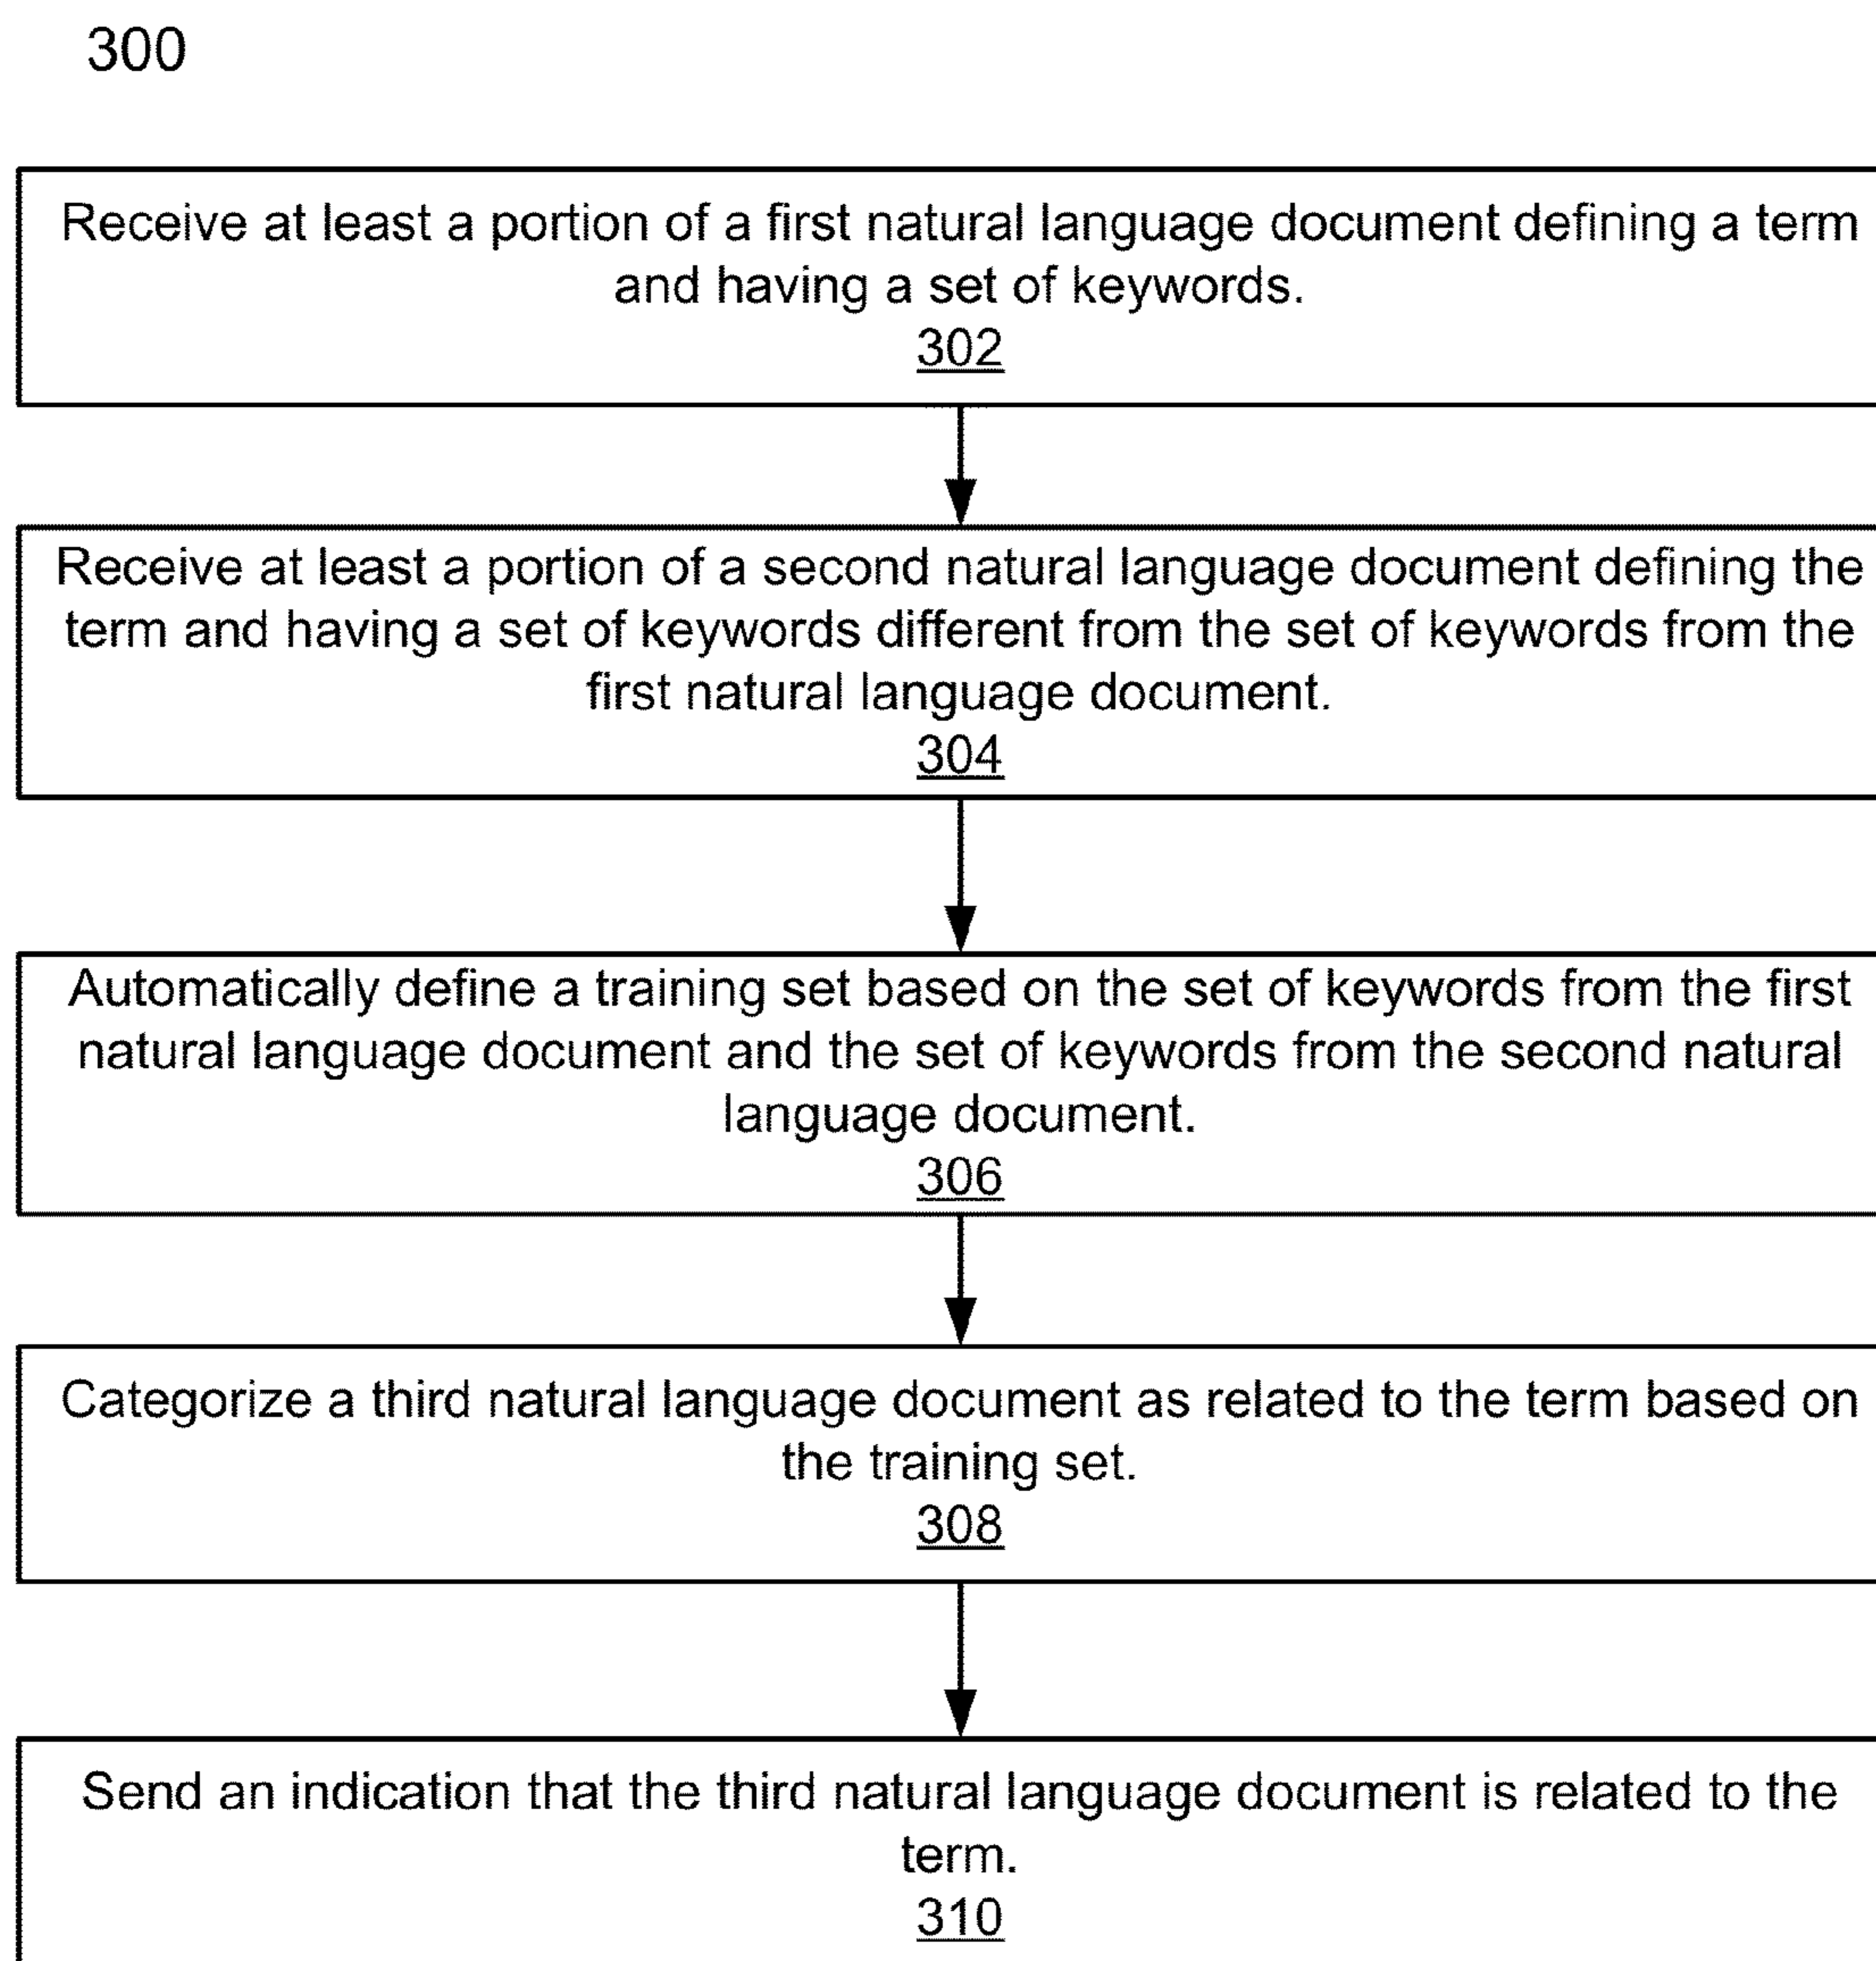 300
Receive at least a portion of a first natural language document defining a term
and having a set of keywords.
302
Receive at least a portion of a second natural language document defining the
term and having a set of keywords different from the set of keywords from the
first natural language document.
304
Automatically define a training set based on the set of keywords from the first
natural language document and the set of keywords from the second natural
language document.
306
Categorize a third natural language document as related to the term based on
the training set.
308
Send an indication that the third natural language document is related to the
term.
310